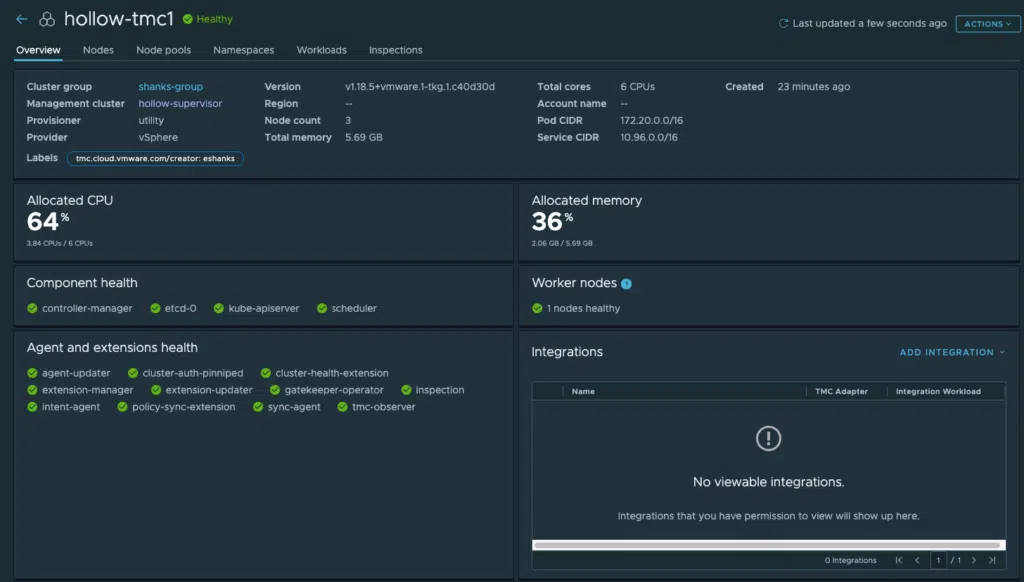 hollow-tmc1 Healthy
Last updated a few seconds ago ACTIONS
Overview Nodes Node pools Namespaces Workloads Inspections
Cluster group shanks-group Version v1.18.5+vmware.1-tkg.1.c40d30d Total cores 6 CPUs Created 23 minutes ago
Management cluster hollow-supervisor Region -- Account name --
Provisioner utility Node count 3 Pod CIDR 172.20.0.0/16
Provider vSphere Total memory 5.69 GB Service CIDR 10.96.0.0/16
Labels tmc.cloud.vmware.com/creator: eshanks
Allocated CPU
64%
3.84 CPUs / 6 CPUs
Allocated memory
36%
2.06 GB / 5.69 GB
Component health
controller-manager etcd-0 kube-apiserver scheduler
Worker nodes
1 nodes healthy
Agent and extensions health
agent-updater cluster-auth-pinniped cluster-health-extension
extension-manager extension-updater gatekeeper-operator inspection
intent-agent policy-sync-extension sync-agent tmc-observer
Integrations ADD INTEGRATION
Name TMC Adapter Integration Workload
No viewable integrations.
Integrations that you have permission to view will show up here.
0 Integrations 1 / 1